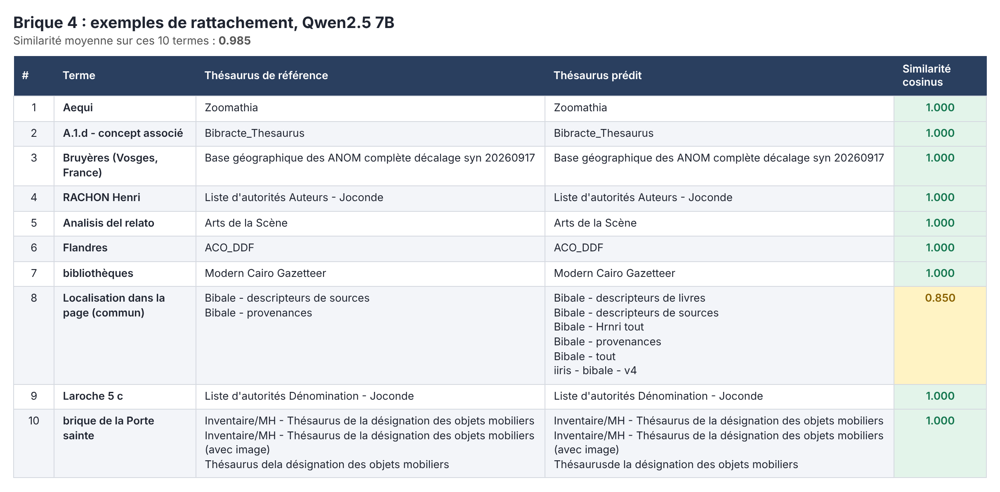 Brique 4 : exemples de rattachement, Qwen2.5 7B
Similarité moyenne sur ces 10 termes : 0.985
# Terme Thésaurus de référence Thésaurus prédit Similarité cosinus
1 Aequi Zoomathia Zoomathia 1.000
2 A.1.d - concept associé Bibracte_Thesaurus Bibracte_Thesaurus 1.000
3 Bruyères (Vosges, Base géographique des ANOM complète décalage syn 20260917 Base géographique des ANOM complète décalage syn 20260917 1.000
France)
4 RACHON Henri Liste d'autorités Auteurs - Joconde Liste d'autorités Auteurs - Joconde 1.000
5 Analisis del relato Arts de la Scène Arts de la Scène 1.000
6 Flandres ACO_DDF ACO_DDF 1.000
7 bibliothèques Modern Cairo Gazetteer Modern Cairo Gazetteer 1.000
8 Localisation dans la Bibale - descripteurs de sources Bibale - descripteurs de livres 0.850
page (commun) Bibale - provenances Bibale - descripteurs de sources
Bibale - Hrnri tout
Bibale - provenances
Bibale - tout
iiris - bibale - v4
9 Laroche 5 c Liste d'autorités Dénomination - Joconde Liste d'autorités Dénomination - Joconde 1.000
10 brique de la Porte Inventaire/MH - Thésaurus de la désignation des objets mobiliers Inventaire/MH - Thésaurus de la désignation des objets mobiliers 1.000
sainte Inventaire/MH - Thésaurus de la désignation des objets mobiliers Inventaire/MH - Thésaurus de la désignation des objets mobiliers
(avec image) (avec image)
Thésaurus dela désignation des objets mobiliers Thésaurusde la désignation des objets mobiliers